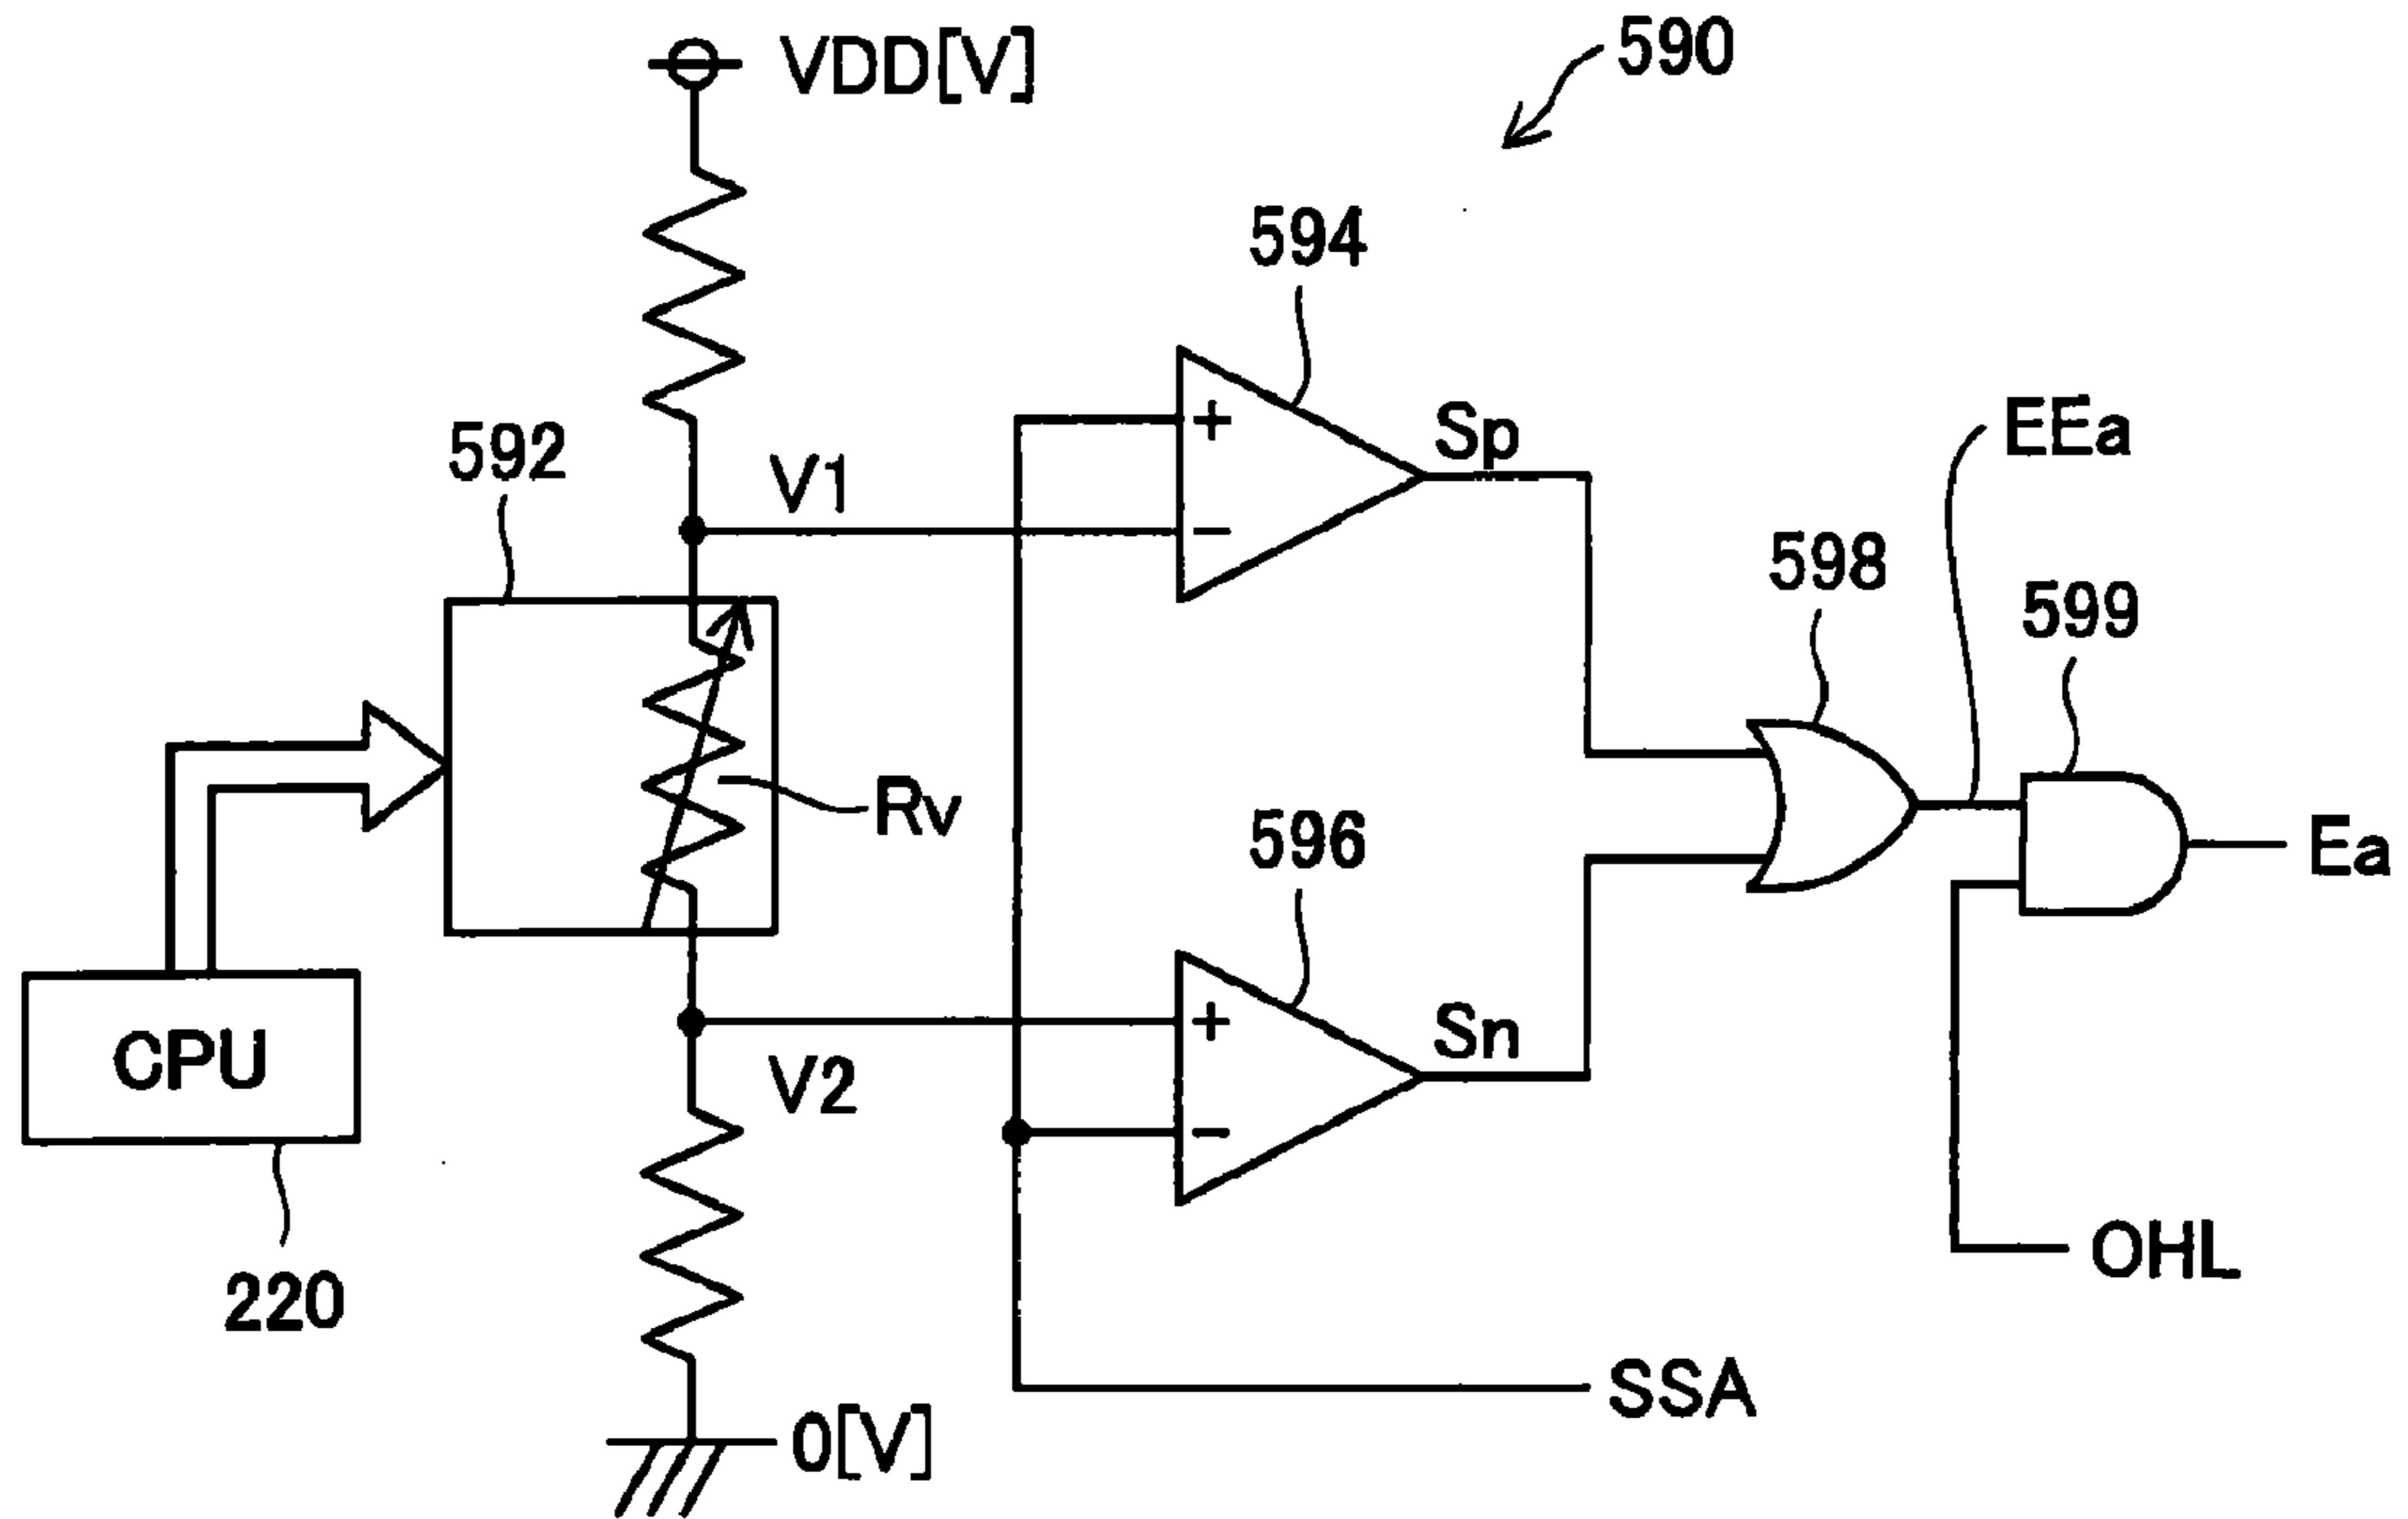 VDD[V]
590
594
592
V1
Sp
EEa
598
599
Rv
596
Ea
CPU
V2
Sn
220
OHL
SSA
0[V]
+
−
+
−